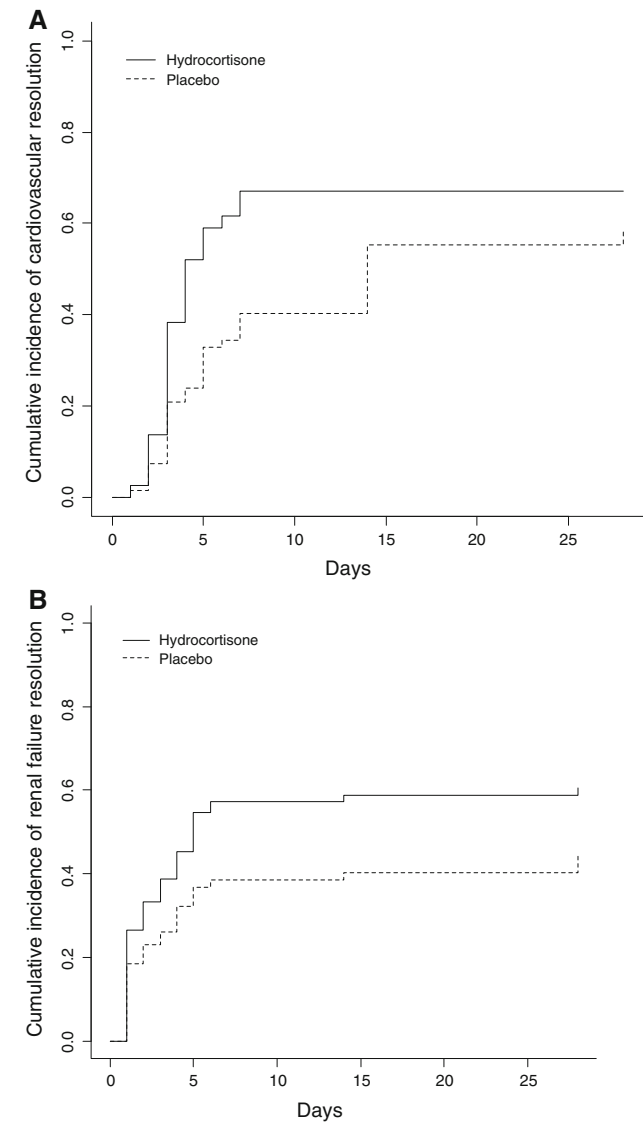 A
Cumulative incidence of cardiovascular resolution
1.0
0.8
0.6
0.4
0.2
0.0
Hydrocortisone
Placebo
0 5 10 15 20 25
Days
B
Cumulative incidence of renal failure resolution
1.0
0.8
0.6
0.4
0.2
0.0
Hydrocortisone
Placebo
0 5 10 15 20 25
Days